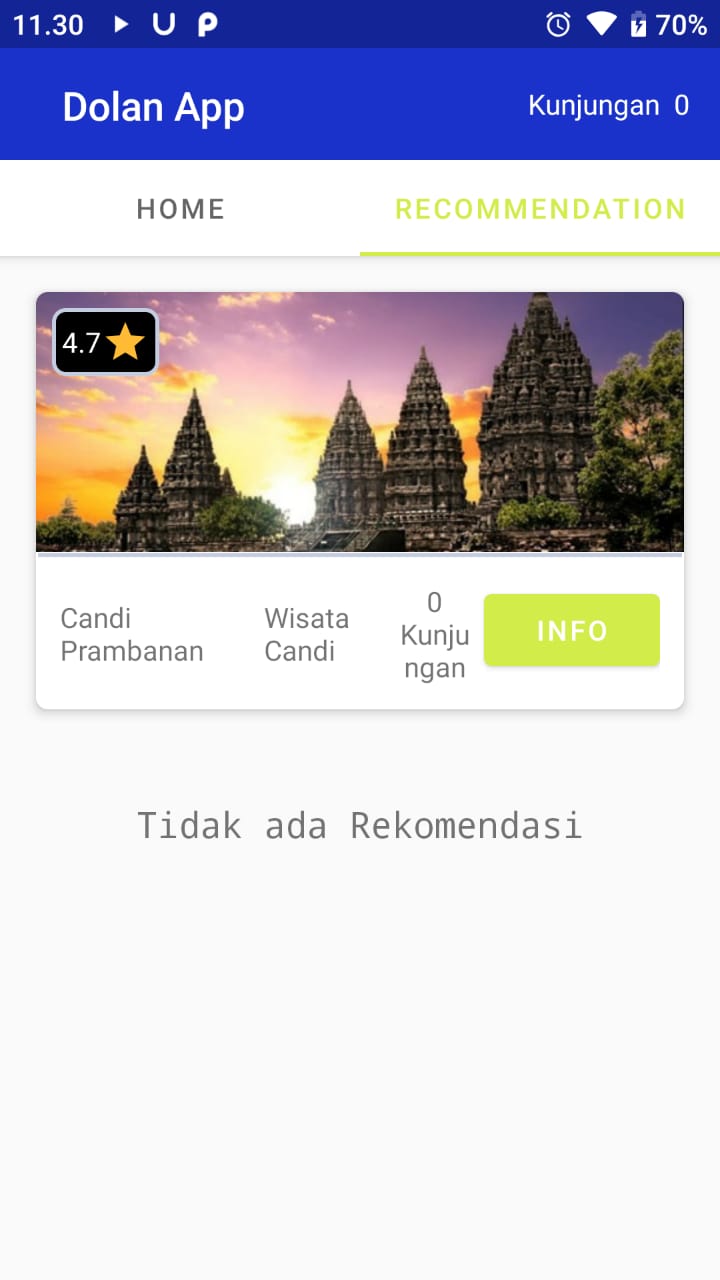 11.30 70%
Dolan App Kunjungan 0
HOME RECOMMENDATION
4.7
Candi
Prambanan
Wisata
Candi
0
Kunju
ngan
INFO
Tidak ada Rekomendasi